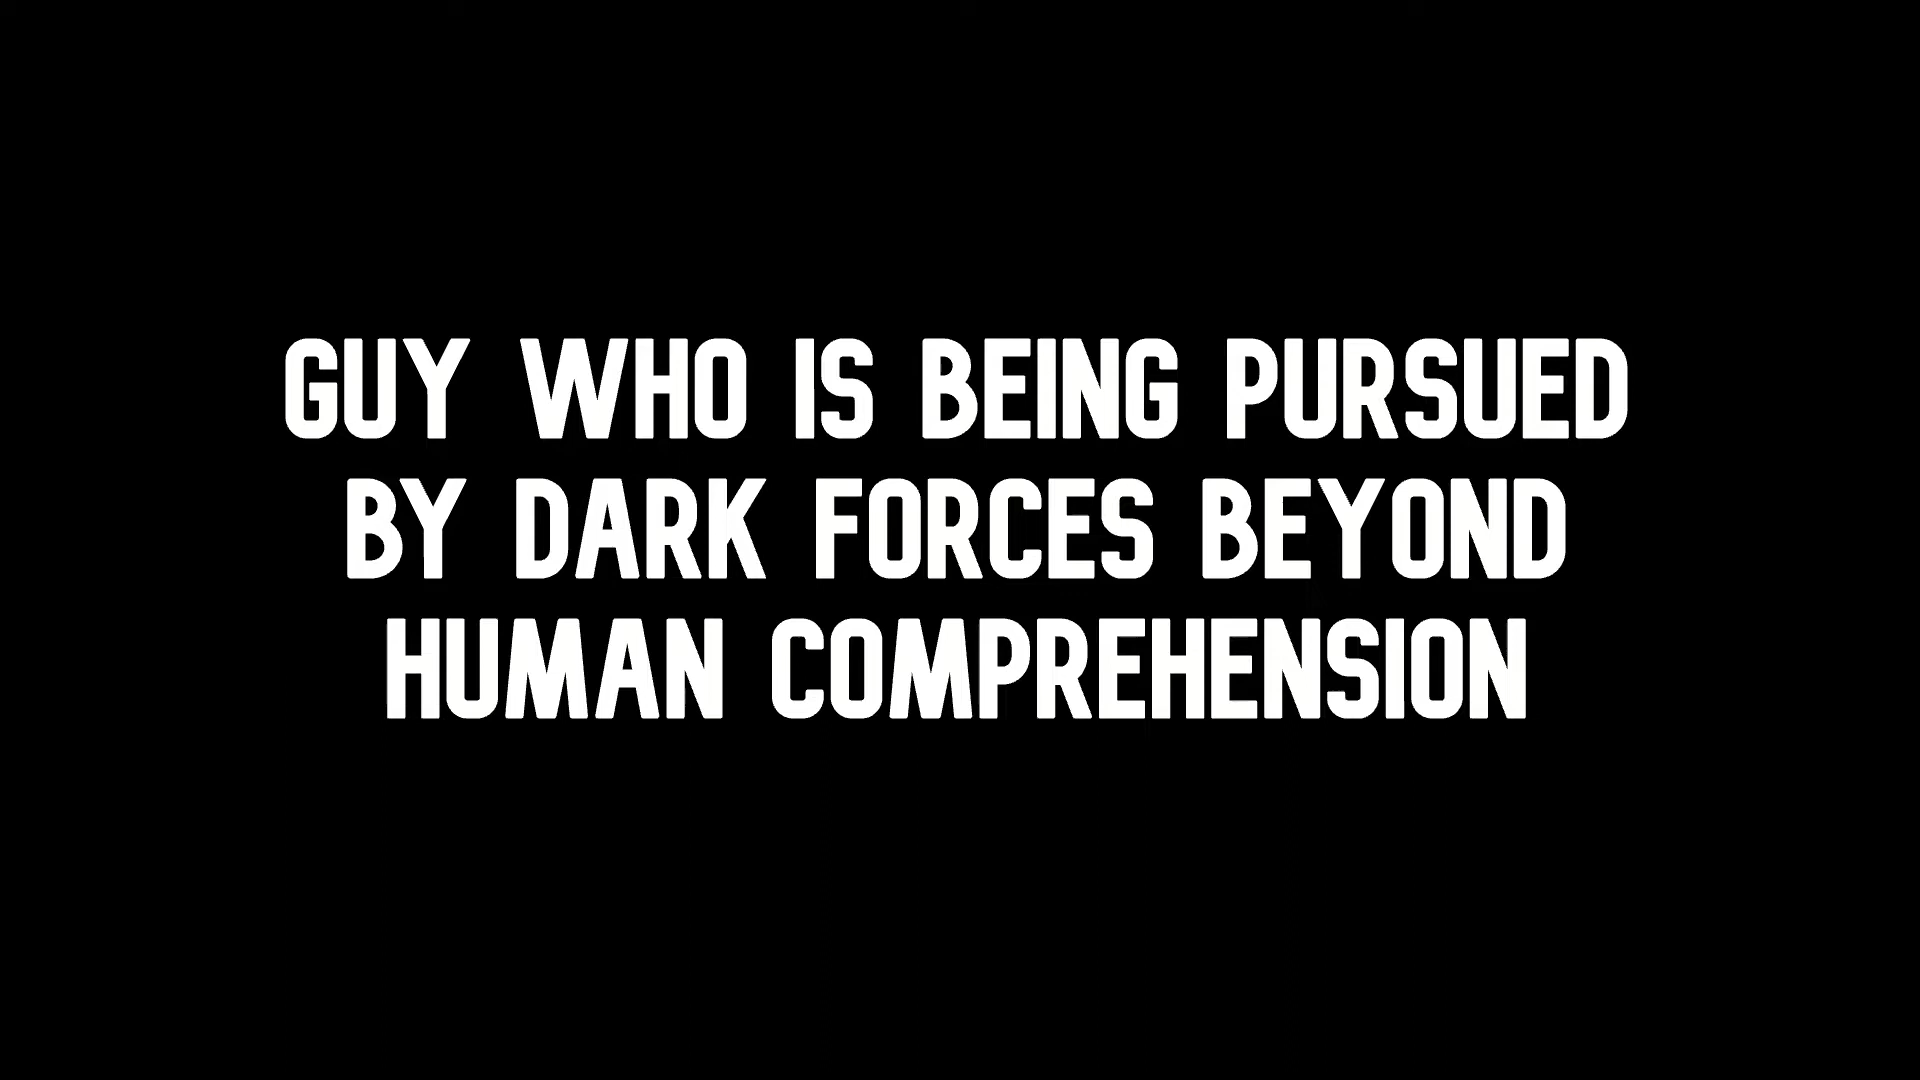 GUY WHO IS BEING PURSUED
BY DARK FORCES BEYOND
HUMAN COMPREHENSION